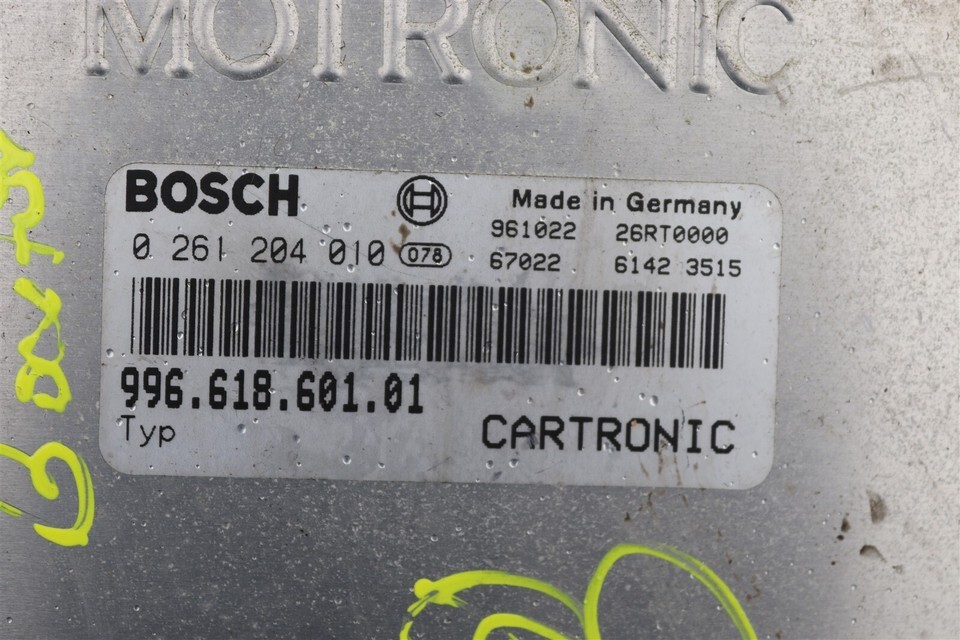 MOTRONIC
BOSCH
Made in Germany
0 261 204 010 078
961022 26RT0000
67022 6142 3515
996.618.601.01
Typ
CARTRONIC